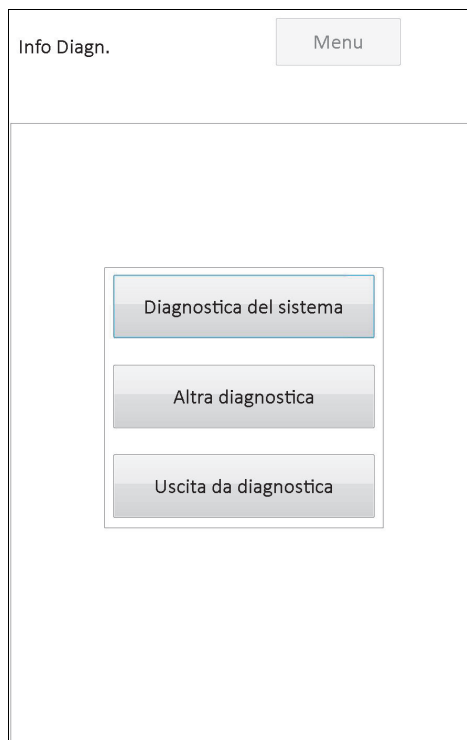 Info Diagn.
Menu
Diagnostica del sistema
Altra diagnostica
Uscita da diagnostica